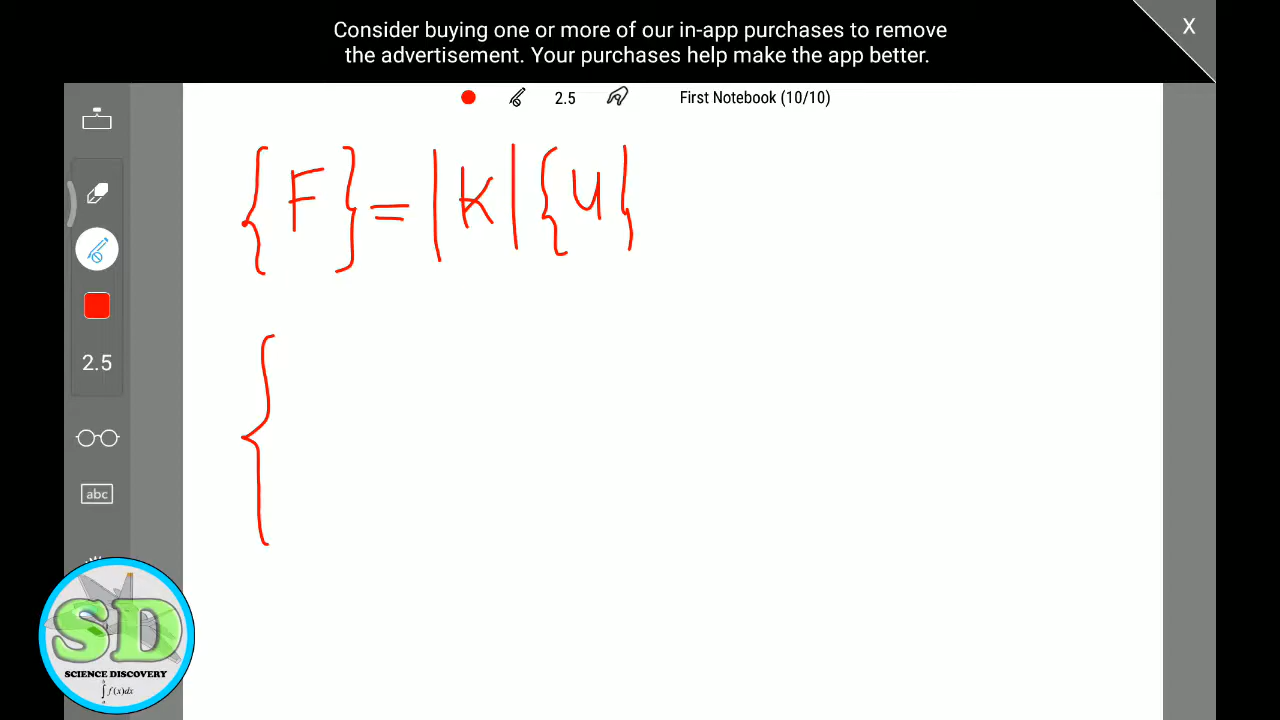 Consider buying one or more of our in-app purchases to remove
the advertisement. Your purchases help make the app better.
X
2.5
First Notebook (10/10)
{F} = |K| {u}
2.5
{
abc
SD
SCIENCE DISCOVERY
∫ f(x)dx